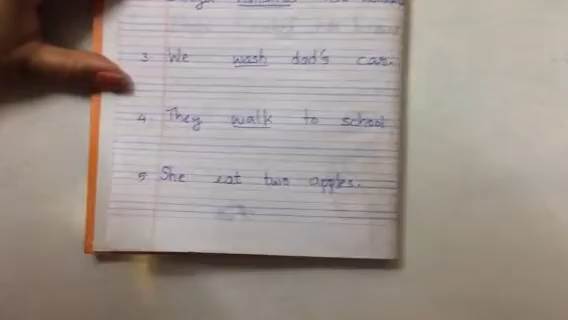 3 We wash dad's car.
4. They walk to school
5. She eat two apples.